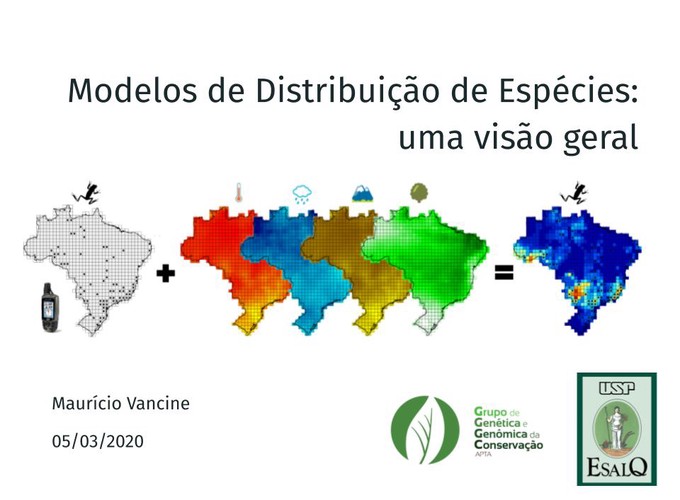 Modelos de Distribuição de Espécies:
uma visão geral
+
=
Maurício Vancine
05/03/2020
Grupo de
Genética e
Genômica da
Conservação
APTA
USP
ESALQ